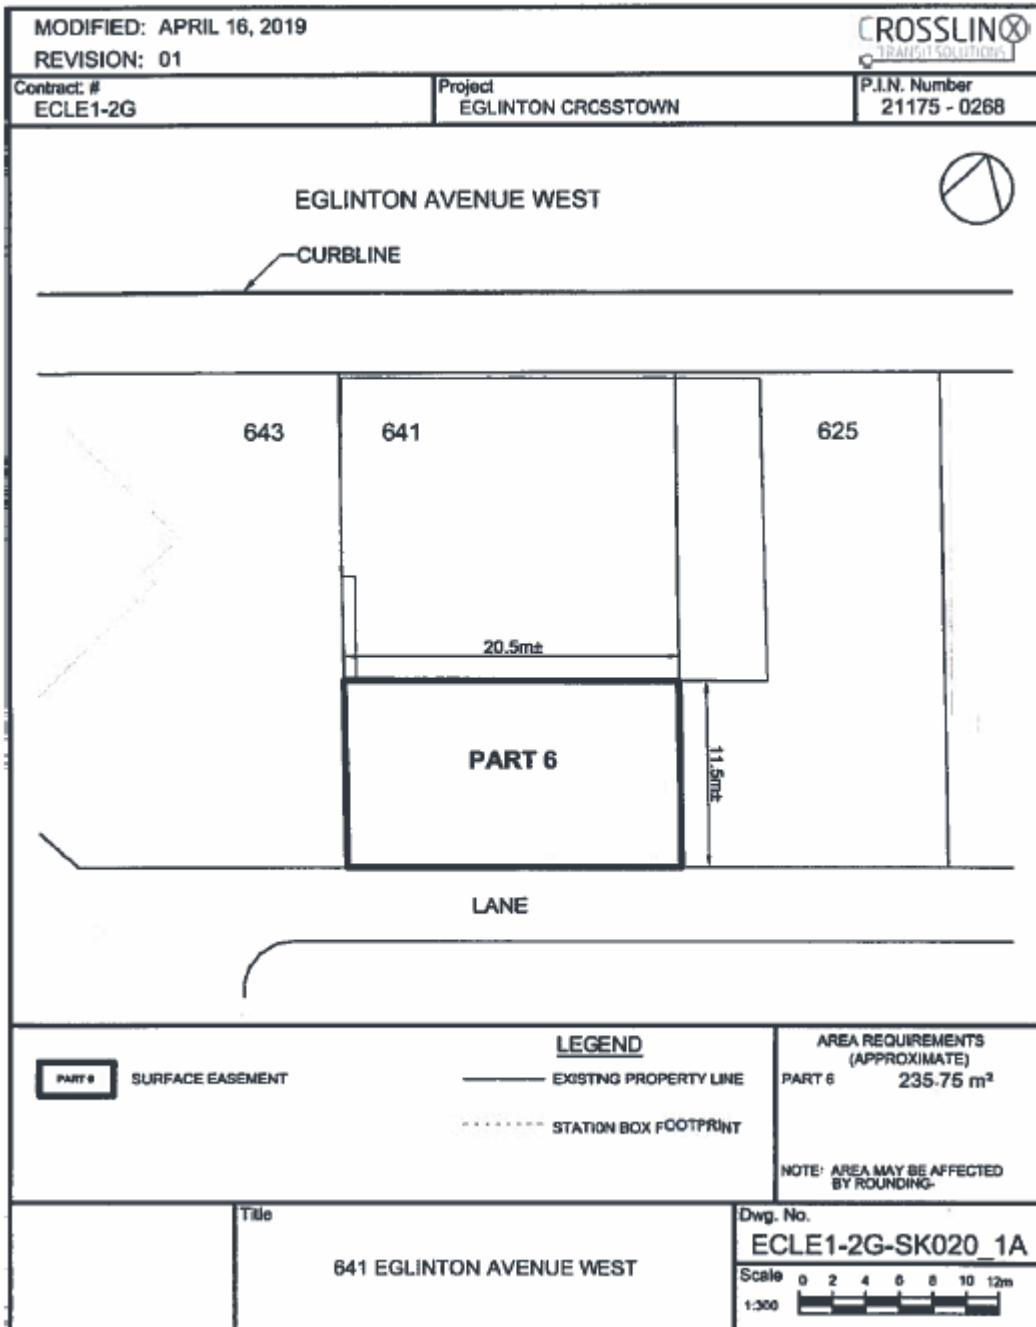 MODIFIED: APRIL 16, 2019
REVISION: 01
CROSSLINX
TRANSIT SOLUTIONS
Contract: #
ECLE1-2G
Project
EGLINTON CROSSTOWN
P.I.N. Number
21175 - 0268
EGLINTON AVENUE WEST
CURBLINE
643
641
625
20.5m±
PART 6
11.5m±
LANE
LEGEND
PART 6
SURFACE EASEMENT
EXISTING PROPERTY LINE
STATION BOX FOOTPRINT
AREA REQUIREMENTS
(APPROXIMATE)
PART 6 235.75 m²
NOTE: AREA MAY BE AFFECTED
BY ROUNDING.
Title
641 EGLINTON AVENUE WEST
Dwg. No.
ECLE1-2G-SK020_1A
Scale
1:300
0 2 4 6 8 10 12m